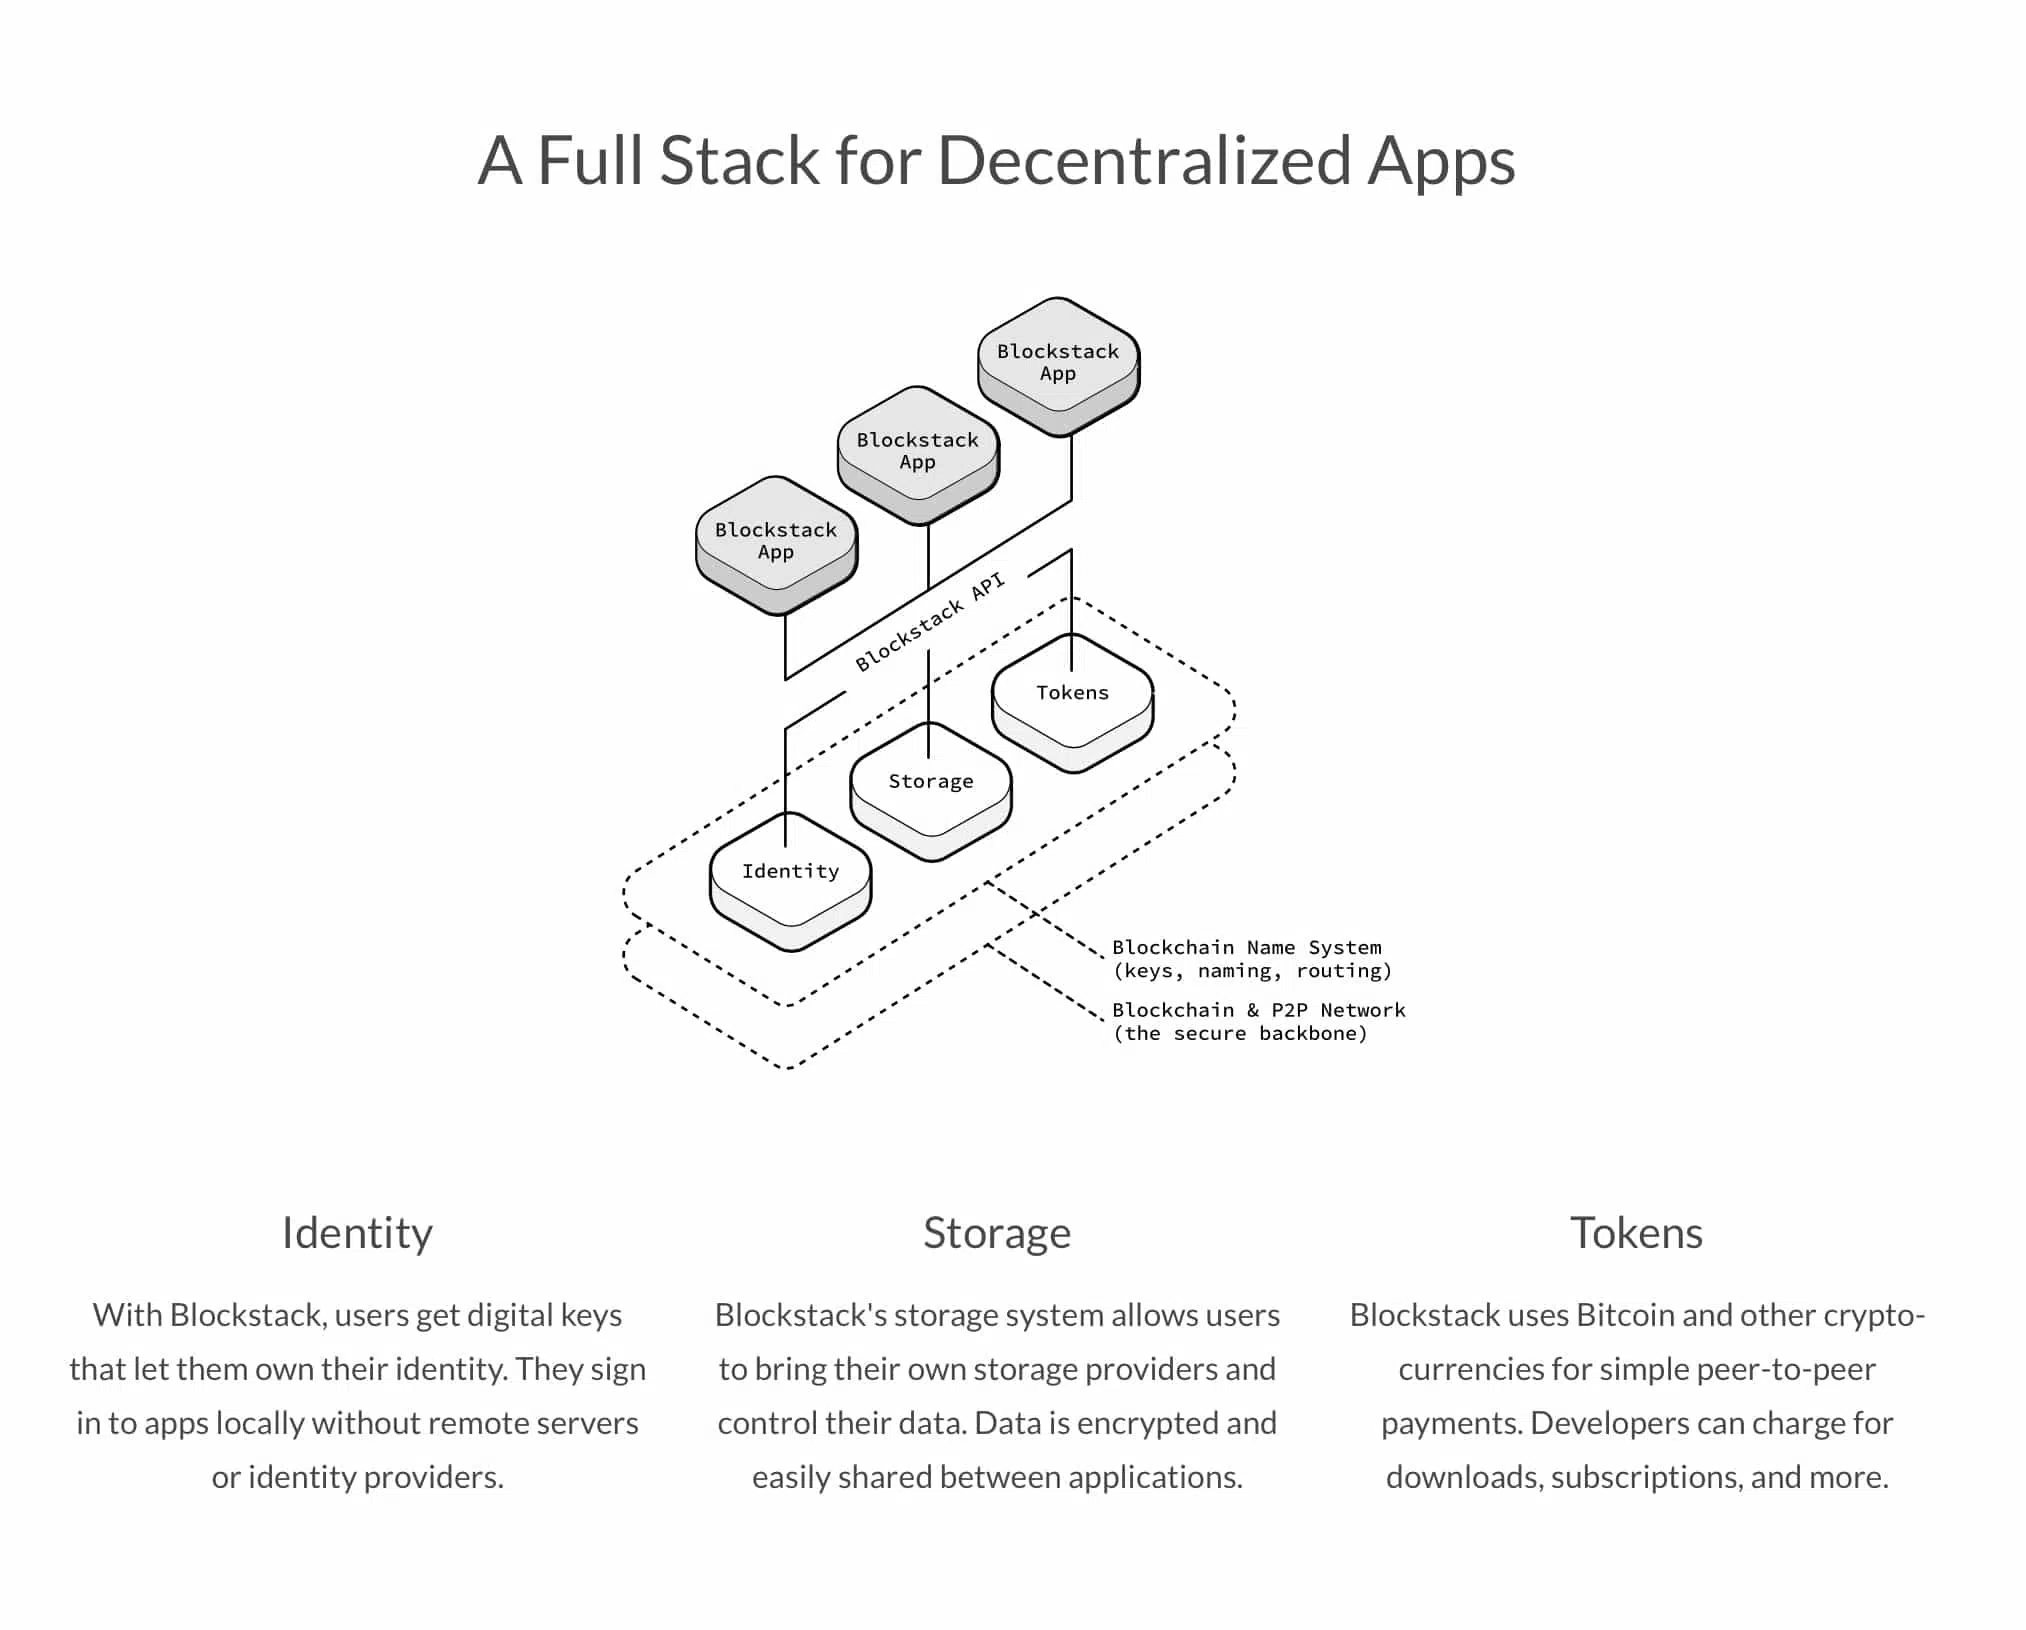 A Full Stack for Decentralized Apps
Blockstack
App
Blockstack
App
Blockstack
App
Blockstack API
Tokens
Storage
Identity
Blockchain Name System
(keys, naming, routing)
Blockchain & P2P Network
(the secure backbone)
Identity
With Blockstack, users get digital keys
that let them own their identity. They sign
in to apps locally without remote servers
or identity providers.
Storage
Blockstack's storage system allows users
to bring their own storage providers and
control their data. Data is encrypted and
easily shared between applications.
Tokens
Blockstack uses Bitcoin and other crypto-
currencies for simple peer-to-peer
payments. Developers can charge for
downloads, subscriptions, and more.